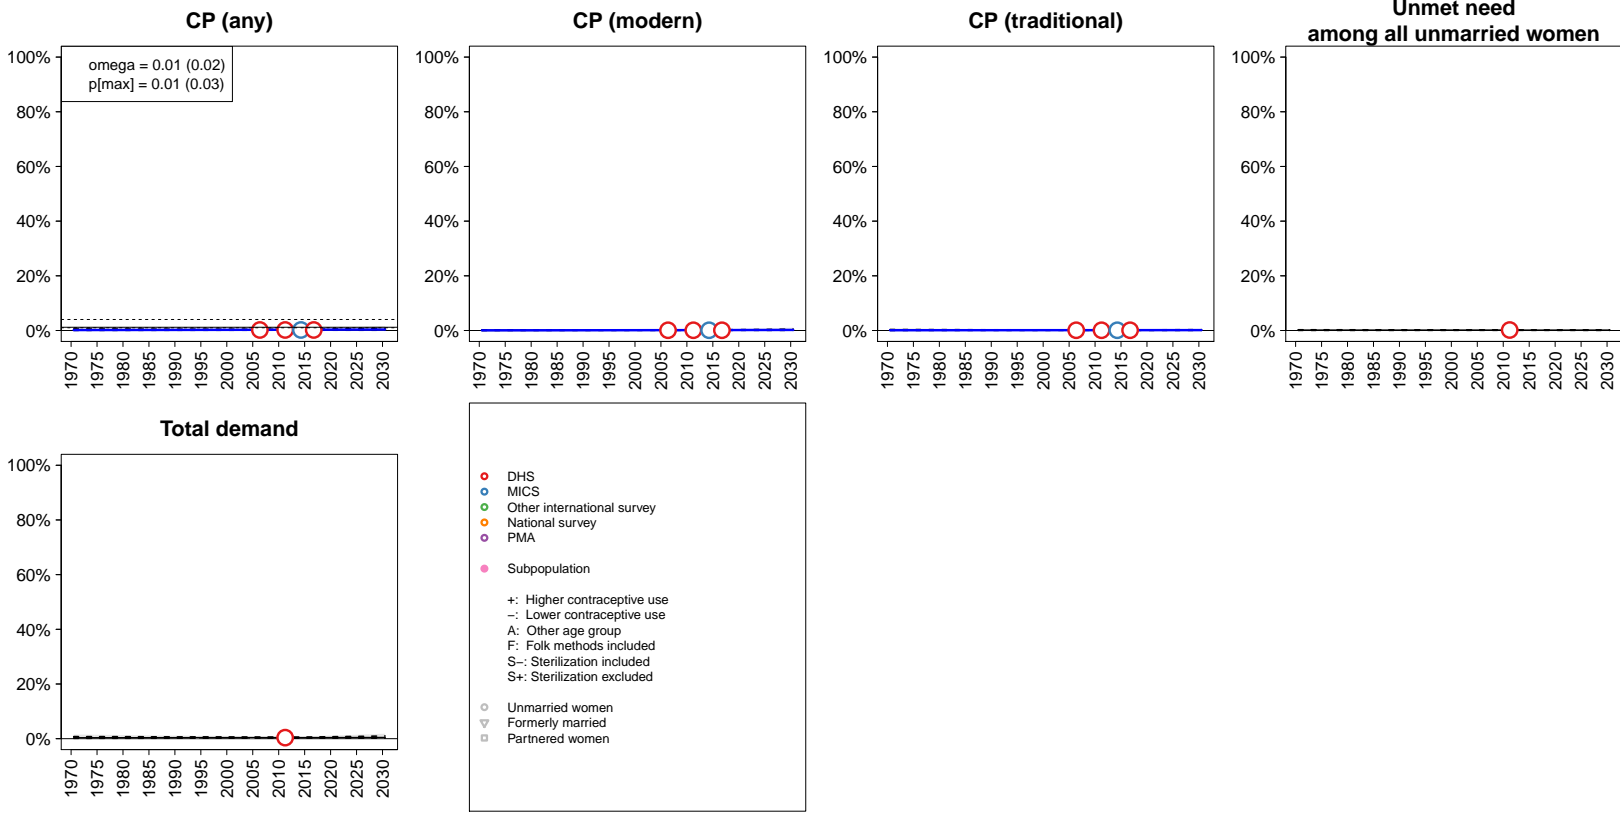 CP (any)
100%
80%
60%
40%
20%
0%
omega = 0.01 (0.02)
p[max] = 0.01 (0.03)
1970 1975 1980 1985 1990 1995 2000 2005 2010 2015 2020 2025 2030
CP (modern)
100%
80%
60%
40%
20%
0%
1970 1975 1980 1985 1990 1995 2000 2005 2010 2015 2020 2025 2030
CP (traditional)
100%
80%
60%
40%
20%
0%
1970 1975 1980 1985 1990 1995 2000 2005 2010 2015 2020 2025 2030
Unmet need
among all unmarried women
100%
80%
60%
40%
20%
0%
1970 1975 1980 1985 1990 1995 2000 2005 2010 2015 2020 2025 2030
Total demand
100%
80%
60%
40%
20%
0%
1970 1975 1980 1985 1990 1995 2000 2005 2010 2015 2020 2025 2030
DHS
MICS
Other international survey
National survey
PMA
Subpopulation
+: Higher contraceptive use
−: Lower contraceptive use
A: Other age group
F: Folk methods included
S−: Sterilization included
S+: Sterilization excluded
Unmarried women
Formerly married
Partnered women